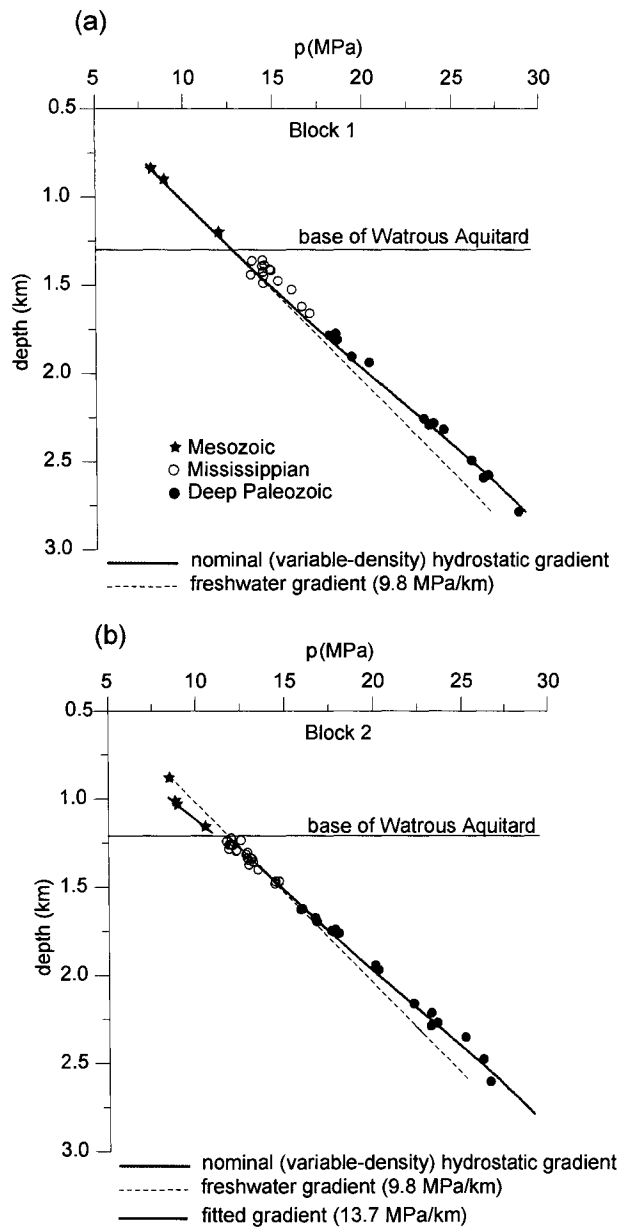 (a)
p(MPa)
5 10 15 20 25 30
0.5
Block 1
1.0
base of Watrous Aquitard
1.5
depth (km)
2.0
2.5
Mesozoic
Mississippian
Deep Paleozoic
3.0
nominal (variable-density) hydrostatic gradient
freshwater gradient (9.8 MPa/km)
(b)
p(MPa)
5 10 15 20 25 30
0.5
Block 2
1.0
base of Watrous Aquitard
1.5
depth (km)
2.0
2.5
3.0
nominal (variable-density) hydrostatic gradient
freshwater gradient (9.8 MPa/km)
fitted gradient (13.7 MPa/km)